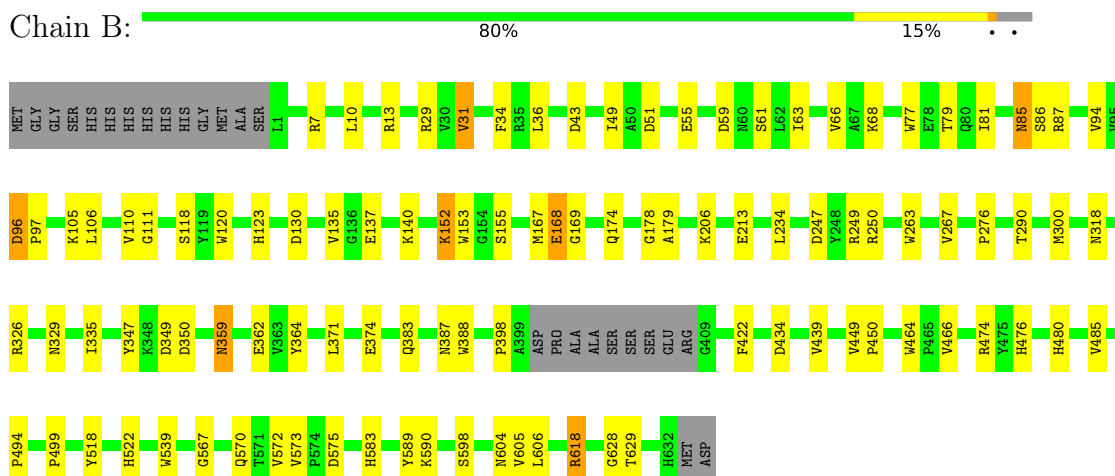 Chain B:
80% 15% • •
MET GLY GLY SER HIS HIS HIS HIS HIS HIS GLY MET ALA SER L1 R7 L10 R13 R29 V30 V31 F34 R35 L36 D43 I49 A50 D51 E55 D59 N60 S61 L62 I63 V66 A67 K68 W77 E78 T79 Q80 I81 N85 S86 R87 V94
D96 P97 K105 L106 V110 G111 S118 Y119 W120 H123 D130 V135 G136 E137 K140 K152 W153 G154 S155 M167 E168 G169 Q174 G178 A179 K206 E213 L234 D247 Y248 R249 R250 W263 V267 P276 T290 M300 N318
R326 N329 I335 Y347 K348 D349 D350 N359 E362 V363 Y364 L371 E374 Q383 N387 W388 P398 A399 ASP PRO ALA ALA SER SER SER GLU ARG G409 F422 D434 V439 V449 P450 W464 P465 V466 R474 Y475 H476 H480 V485
P494 P499 Y518 H522 W539 G567 Q570 T571 V572 V573 P574 D575 H583 Y589 K590 S598 N604 V605 L606 R618 G628 T629 H632 MET ASP